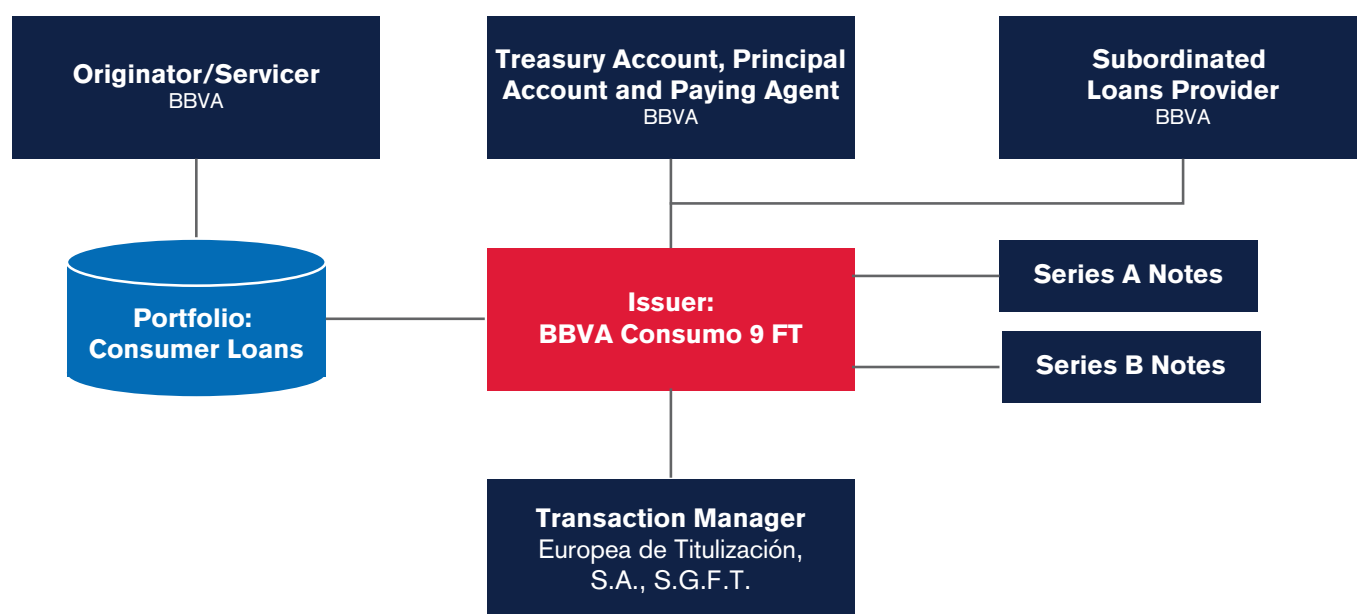 Originator/Servicer
BBVA
Treasury Account, Principal
Account and Paying Agent
BBVA
Subordinated
Loans Provider
BBVA
Portfolio:
Consumer Loans
Issuer:
BBVA Consumo 9 FT
Series A Notes
Series B Notes
Transaction Manager
Europea de Titulización,
S.A., S.G.F.T.